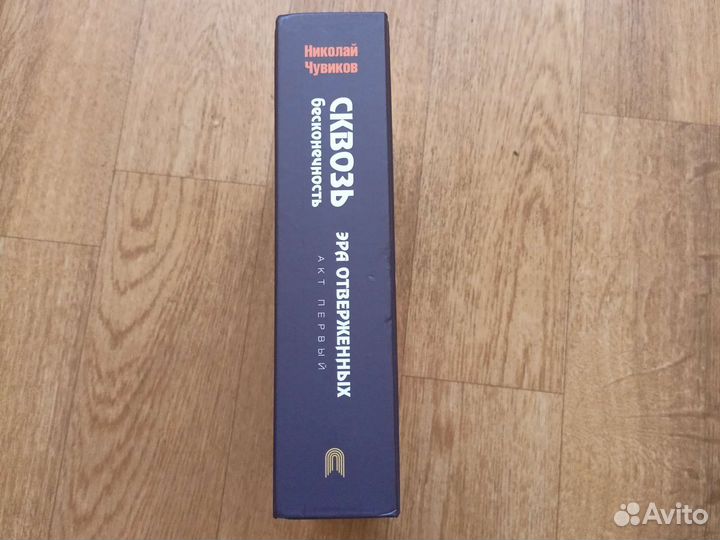 Николай
Чувиков
СКВОЗЬ
бесконечность
ЭРА ОТВЕРЖЕННЫХ
АКТ ПЕРВЫЙ
Avito